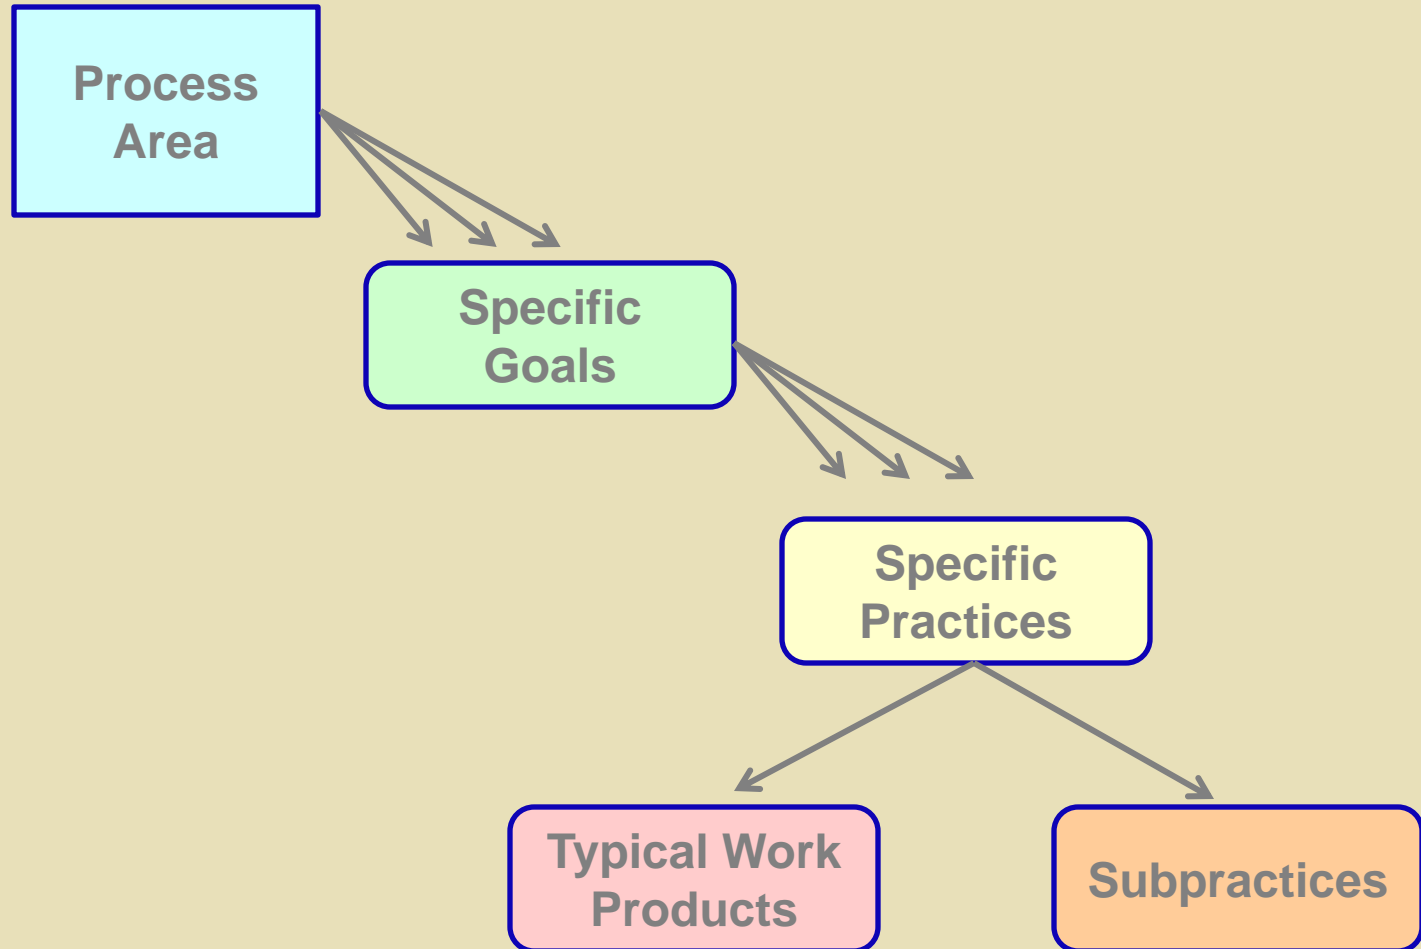 Process
Area
Specific
Goals
Specific
Practices
Typical Work
Products
Subpractices